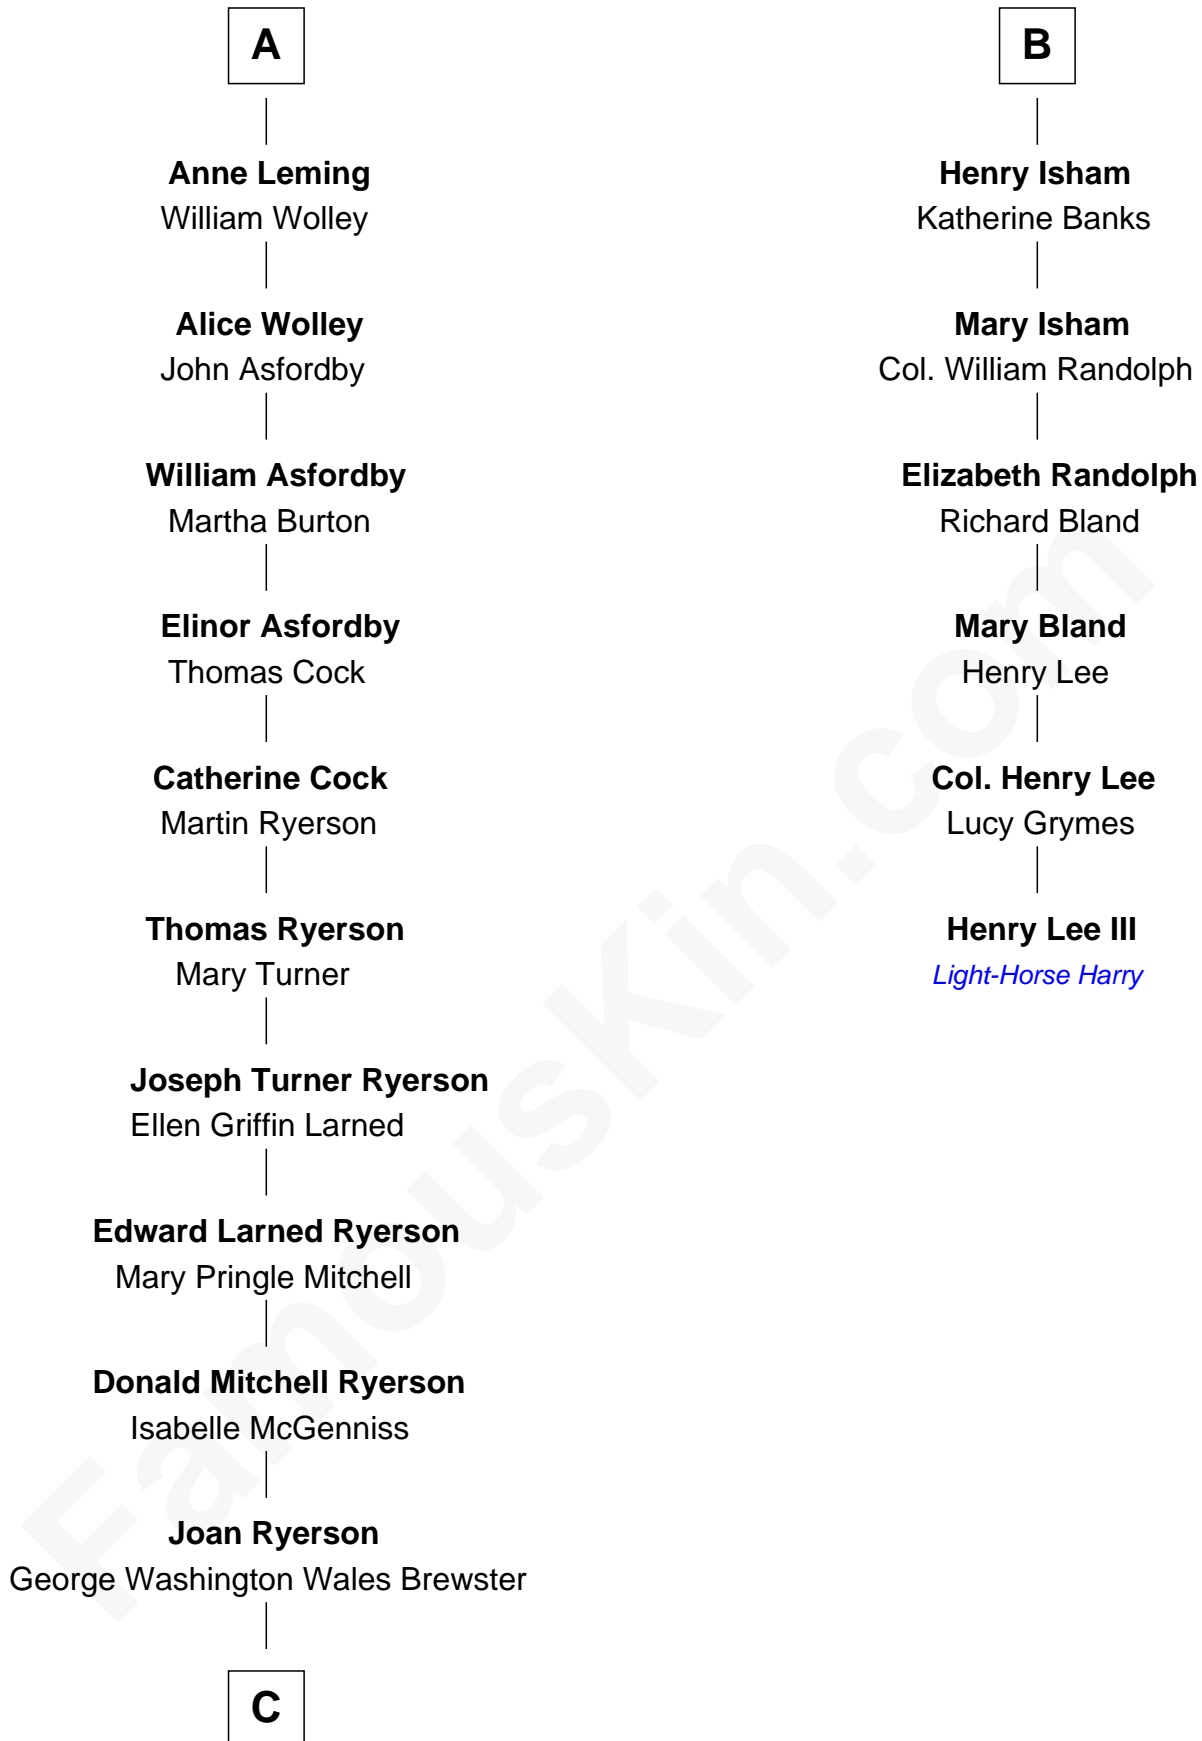 A
Anne Leming
William Wolley
Alice Wolley
John Asfordby
William Asfordby
Martha Burton
Elinor Asfordby
Thomas Cock
Catherine Cock
Martin Ryerson
Thomas Ryerson
Mary Turner
Joseph Turner Ryerson
Ellen Griffin Larned
Edward Larned Ryerson
Mary Pringle Mitchell
Donald Mitchell Ryerson
Isabelle McGenniss
Joan Ryerson
George Washington Wales Brewster
C
B
Henry Isham
Katherine Banks
Mary Isham
Col. William Randolph
Elizabeth Randolph
Richard Bland
Mary Bland
Henry Lee
Col. Henry Lee
Lucy Grymes
Henry Lee III
Light-Horse Harry
FamousKin.com